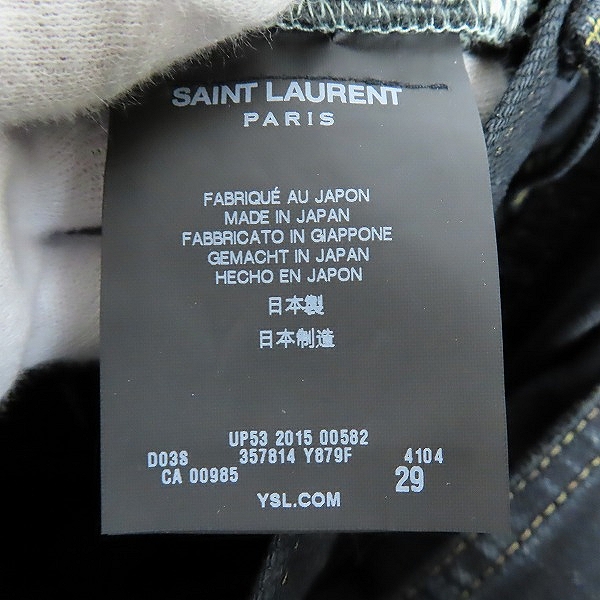 SAINT LAURENT
PARIS
FABRIQUÉ AU JAPON
MADE IN JAPAN
FABBRICATO IN GIAPPONE
GEMACHT IN JAPAN
HECHO EN JAPON
日本製
日本制造
UP53 2015 00582
D03S 357814 Y879F 4104
CA 00985 29
YSL.COM